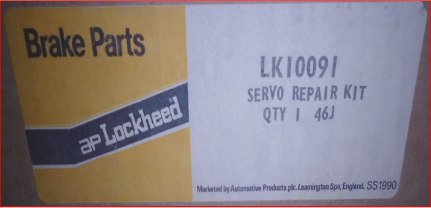 Brake Parts
AP Lockheed
LK10091
SERVO REPAIR KIT
QTY 1 46J
Marketed by Automotive Products plc. Leamington Spa, England. SS1990